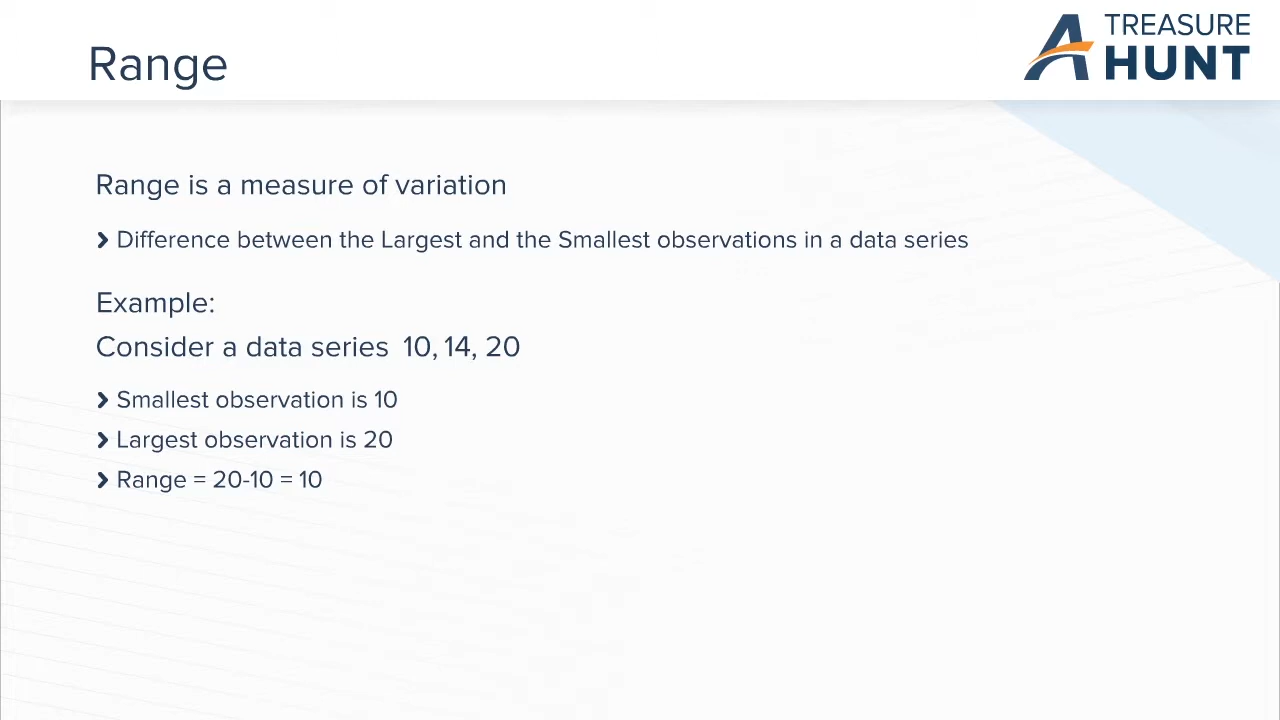 Range
TREASURE
HUNT
Range is a measure of variation
Difference between the Largest and the Smallest observations in a data series
Example:
Consider a data series 10, 14, 20
Smallest observation is 10
Largest observation is 20
Range = 20-10 = 10